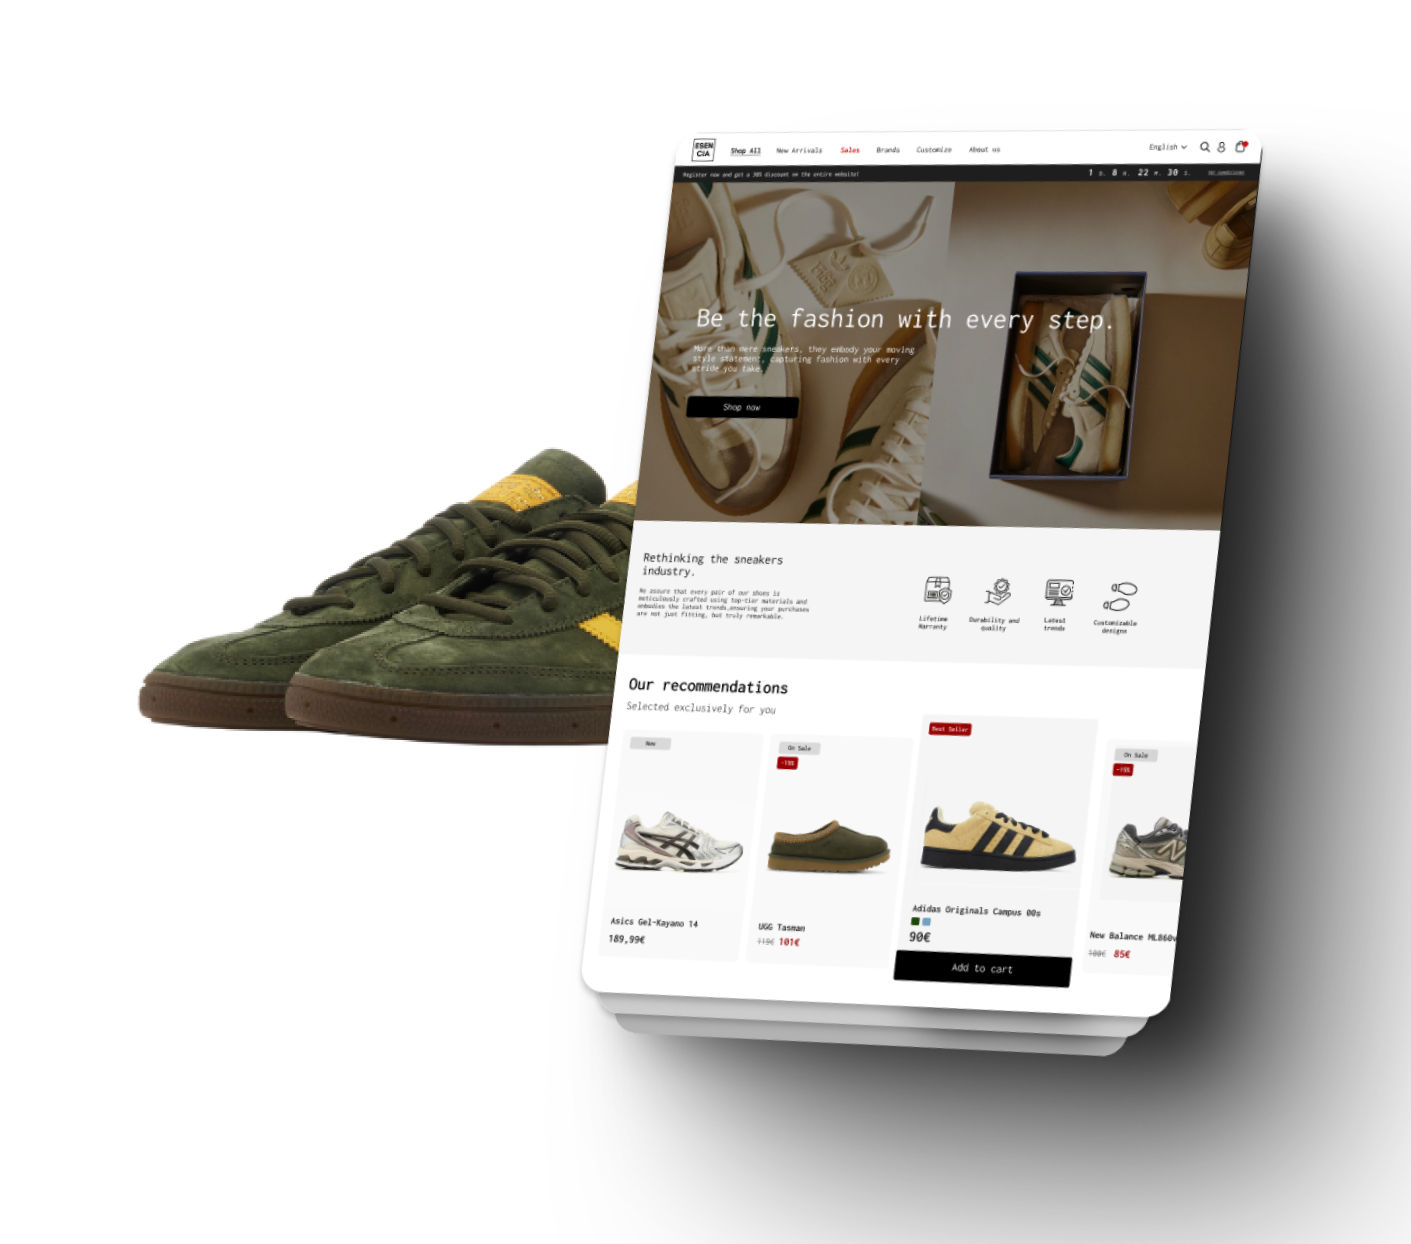 ESEN
CIA
Shop All
New Arrivals
Sales
Brands
Customize
About us
English
Register now and get a 30% discount on the entire website!
1 D. 8 H. 22 M. 30 S.
Be the fashion with every step.
More than mere sneakers, they embody your moving
style statement, capturing fashion with every
stride you take.
Shop now
Rethinking the sneakers
industry.
We assure that every pair of our shoes is
meticulously crafted using top-tier materials and
embodies the latest trends,ensuring your purchases
are not just fitting, but truly remarkable.
Lifetime
Warranty
Durability and
quality
Latest
trends
Customizable
designs
Our recommendations
Selected exclusively for you
New
Asics Gel-Kayano 14
189,99€
On Sale
-15%
UGG Tasman
119€ 101€
Best Seller
Adidas Originals Campus 00s
90€
Add to cart
On Sale
-15%
New Balance ML860v
100€ 85€